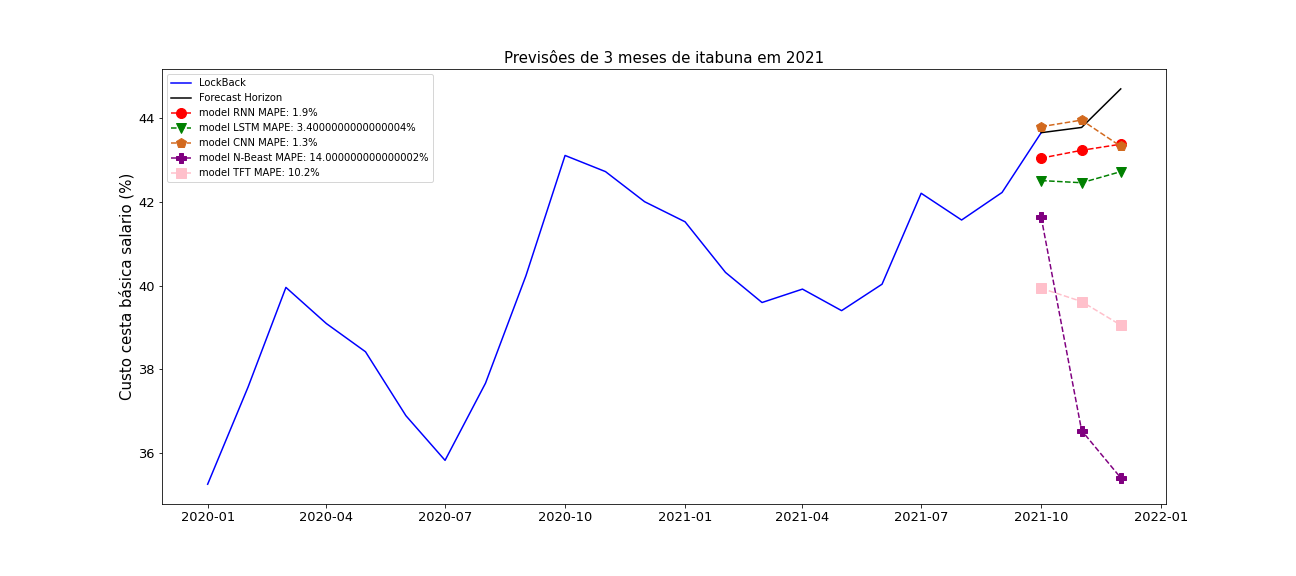 Previsões de 3 meses de itabuna em 2021
LockBack
Forecast Horizon
model RNN MAPE: 1.9%
model LSTM MAPE: 3.4000000000000004%
model CNN MAPE: 1.3%
model N-Beast MAPE: 14.000000000000002%
model TFT MAPE: 10.2%
Custo cesta básica salario (%)
44
42
40
38
36
2020-01 2020-04 2020-07 2020-10 2021-01 2021-04 2021-07 2021-10 2022-01